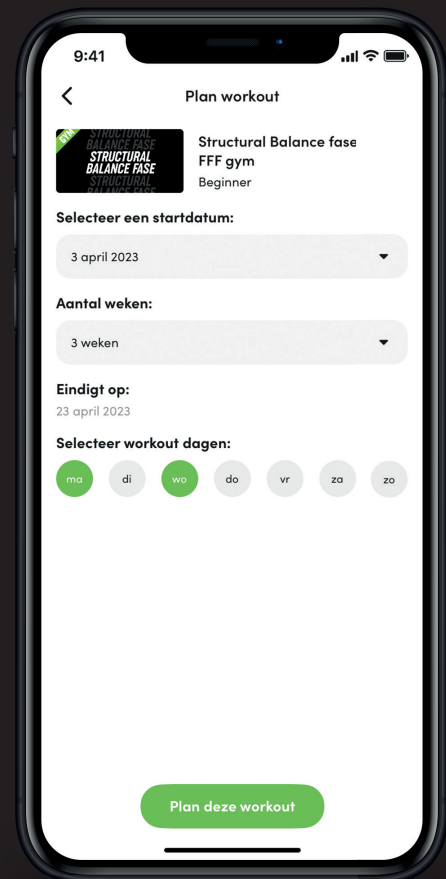 9:41
Plan workout
GYM
STRUCTURAL
BALANCE FASE
STRUCTURAL
BALANCE FASE
STRUCTURAL
BALANCE FASE
Structural Balance fase
FFF gym
Beginner
Selecteer een startdatum:
3 april 2023
Aantal weken:
3 weken
Eindigt op:
23 april 2023
Selecteer workout dagen:
ma di wo do vr za zo
Plan deze workout